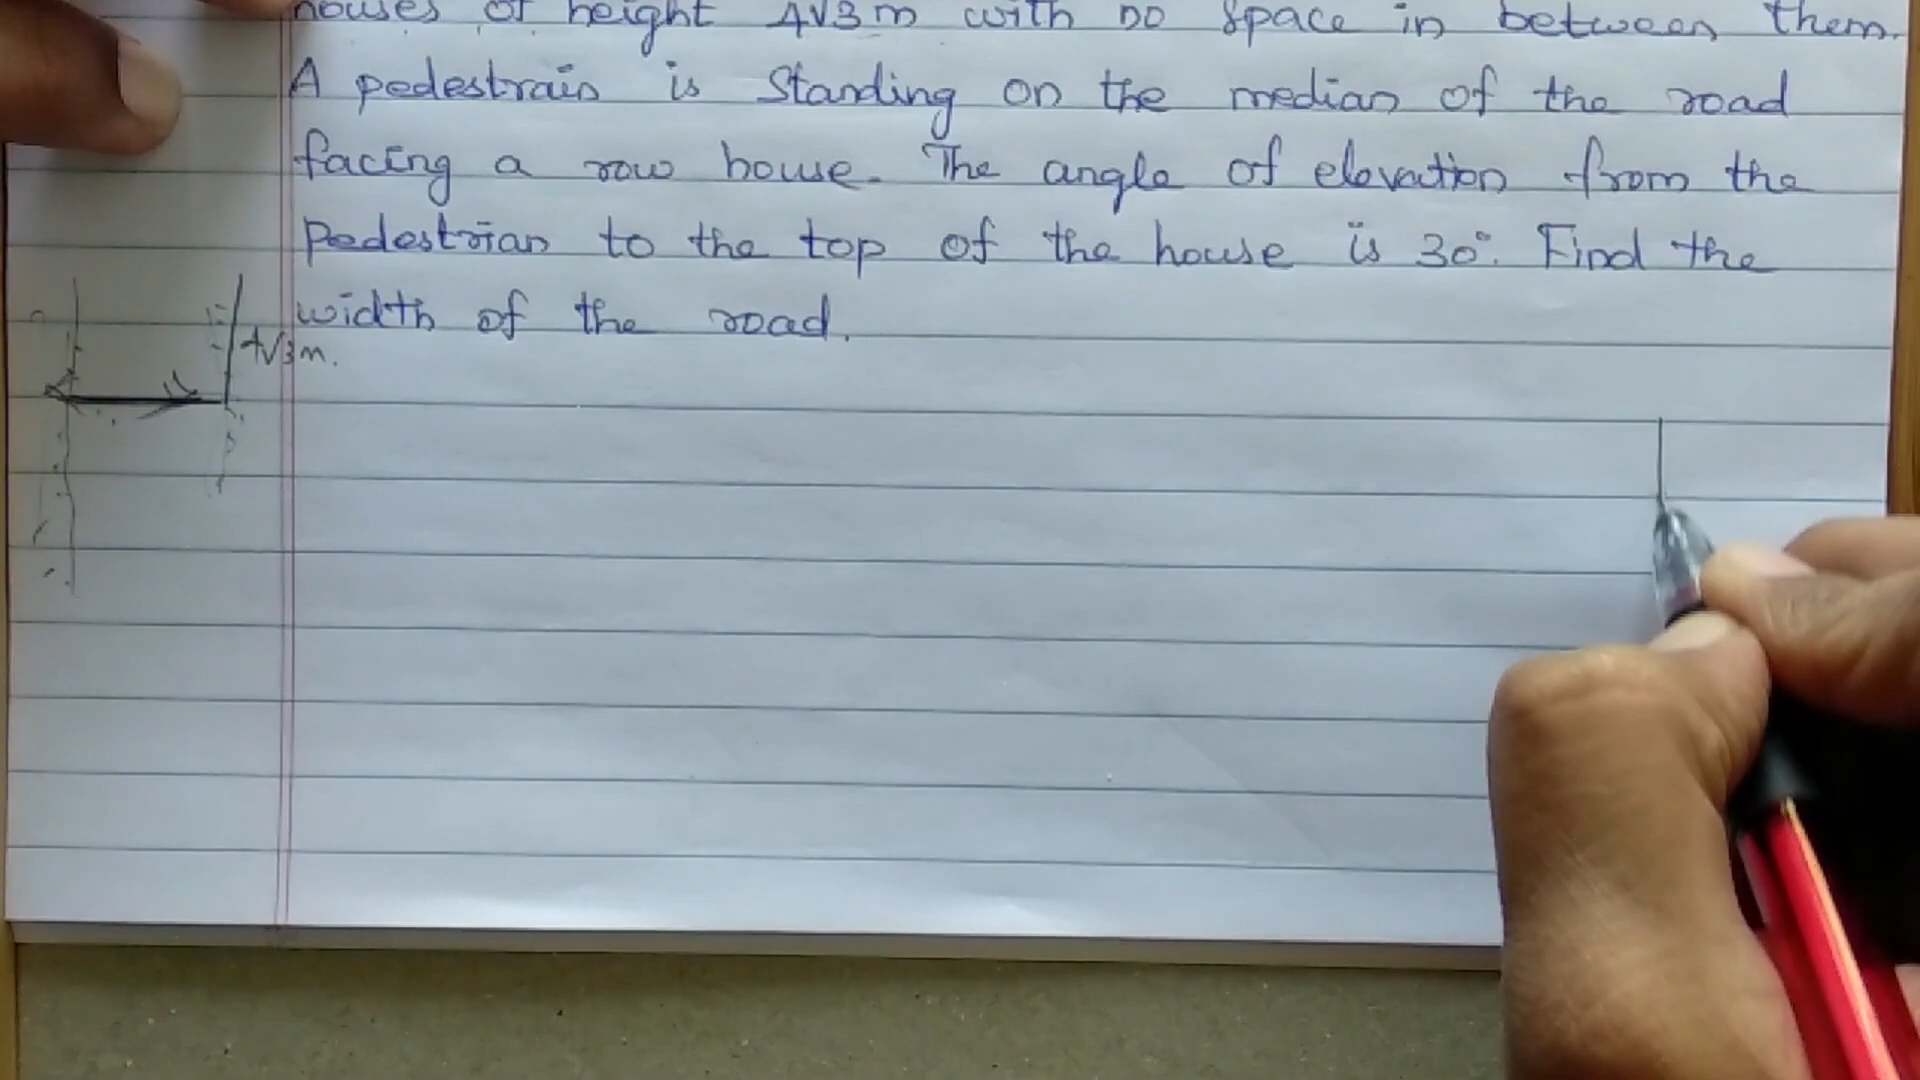 houses of height 4√3 m with no space in between them.
A pedestrain is Standing on the median of the road
facing a row house. The angle of elevation from the
pedestrian to the top of the house is 30°. Find the
width of the road.
4√3 m.